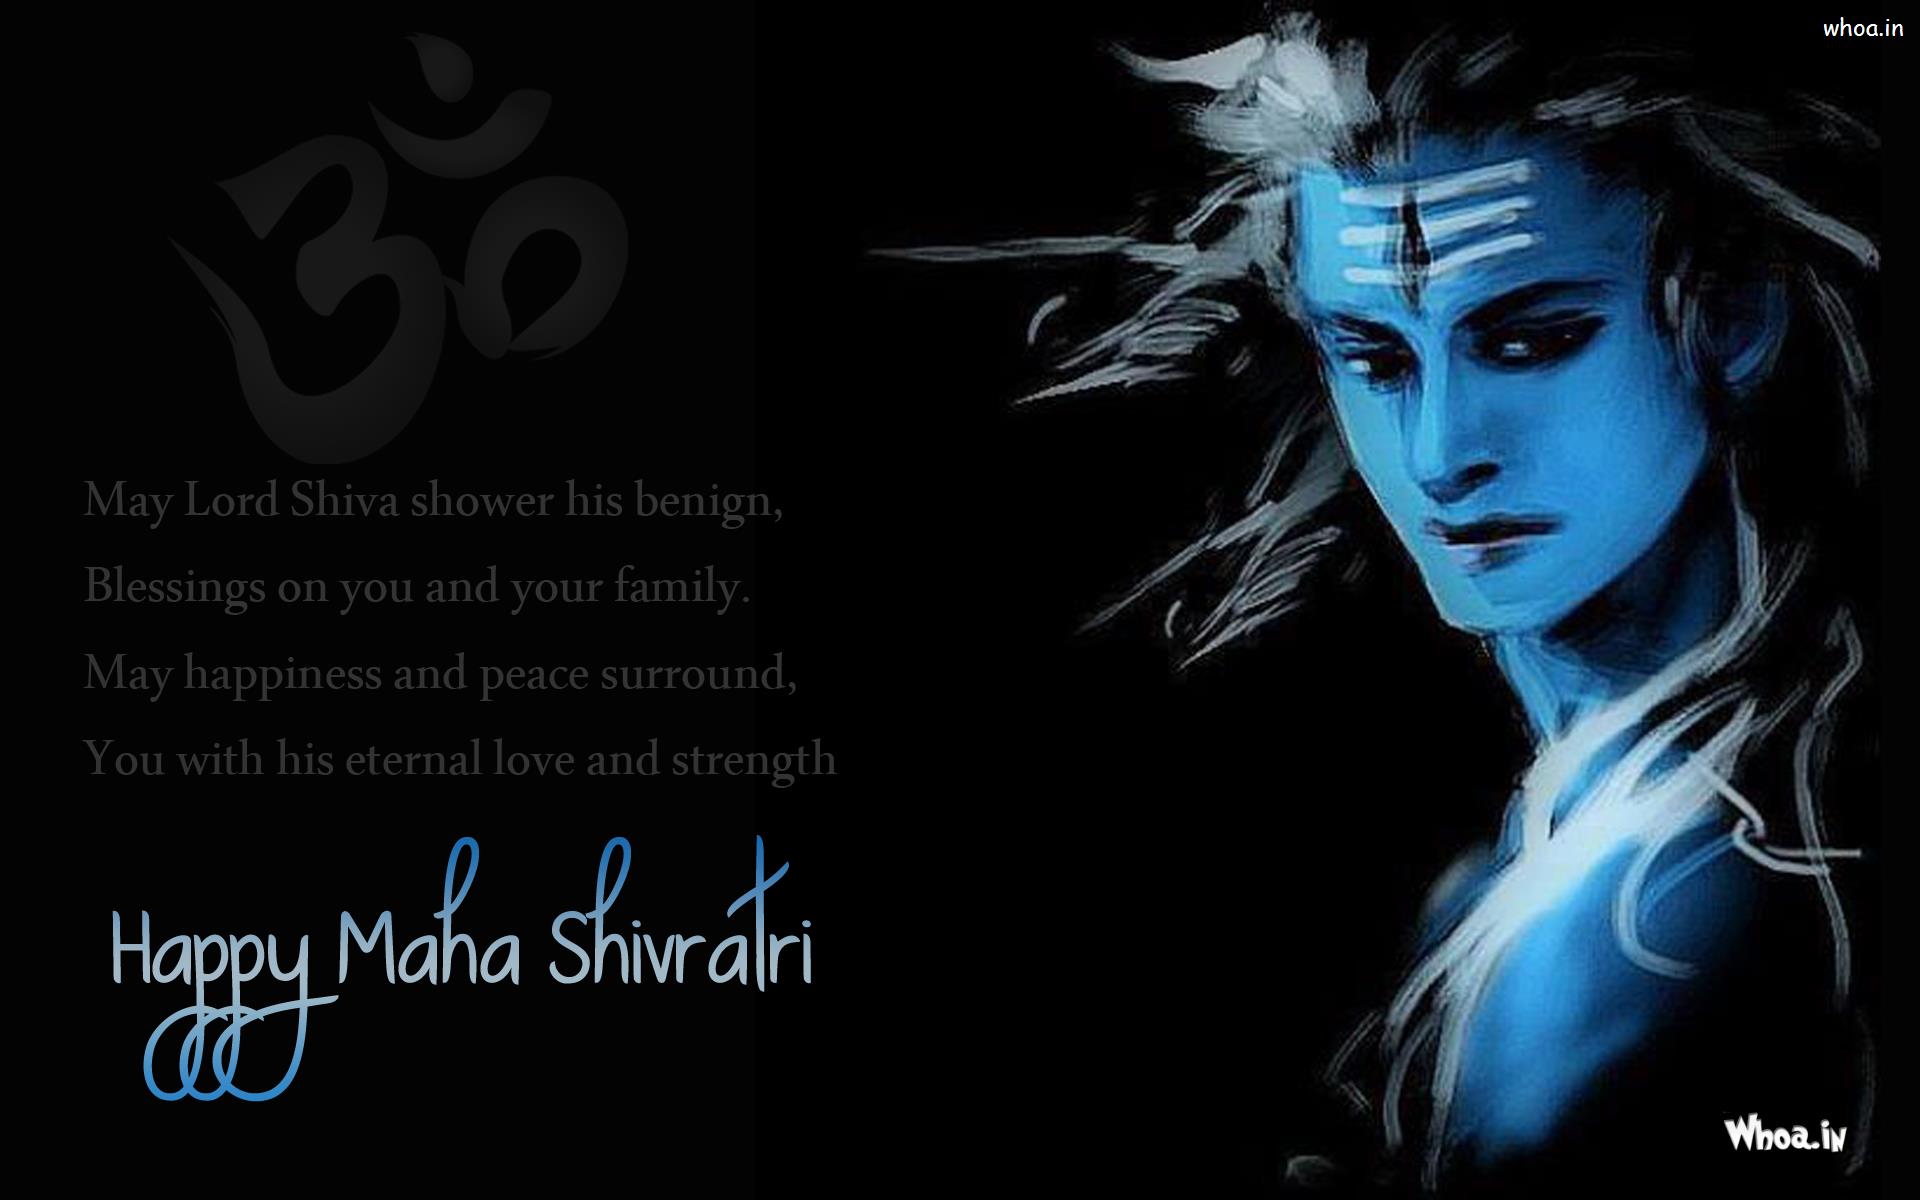 whoa.in
ॐ
May Lord Shiva shower his benign,
Blessings on you and your family.
May happiness and peace surround,
You with his eternal love and strength
Happy Maha Shivratri
Whoa.in